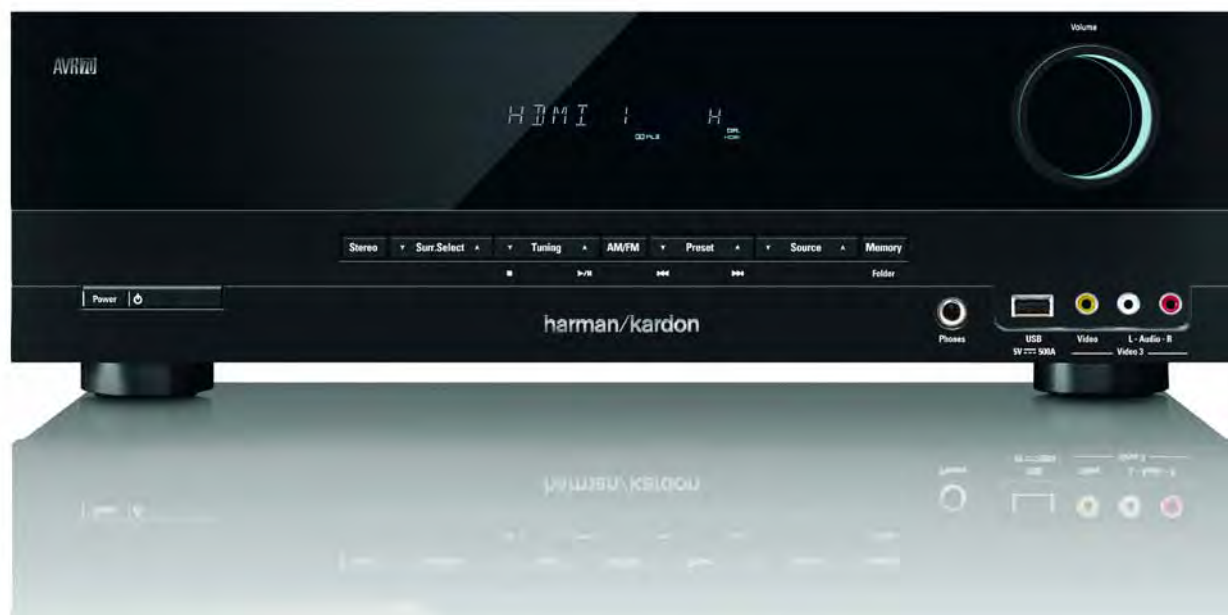 Volume
AVR 70
HDMI 1 H
Stereo Surr.Select Tuning AM/FM Preset Source Memory
Folder
Power
harman/kardon
Phones USB Video L - Audio - R
5V 500A Video 3